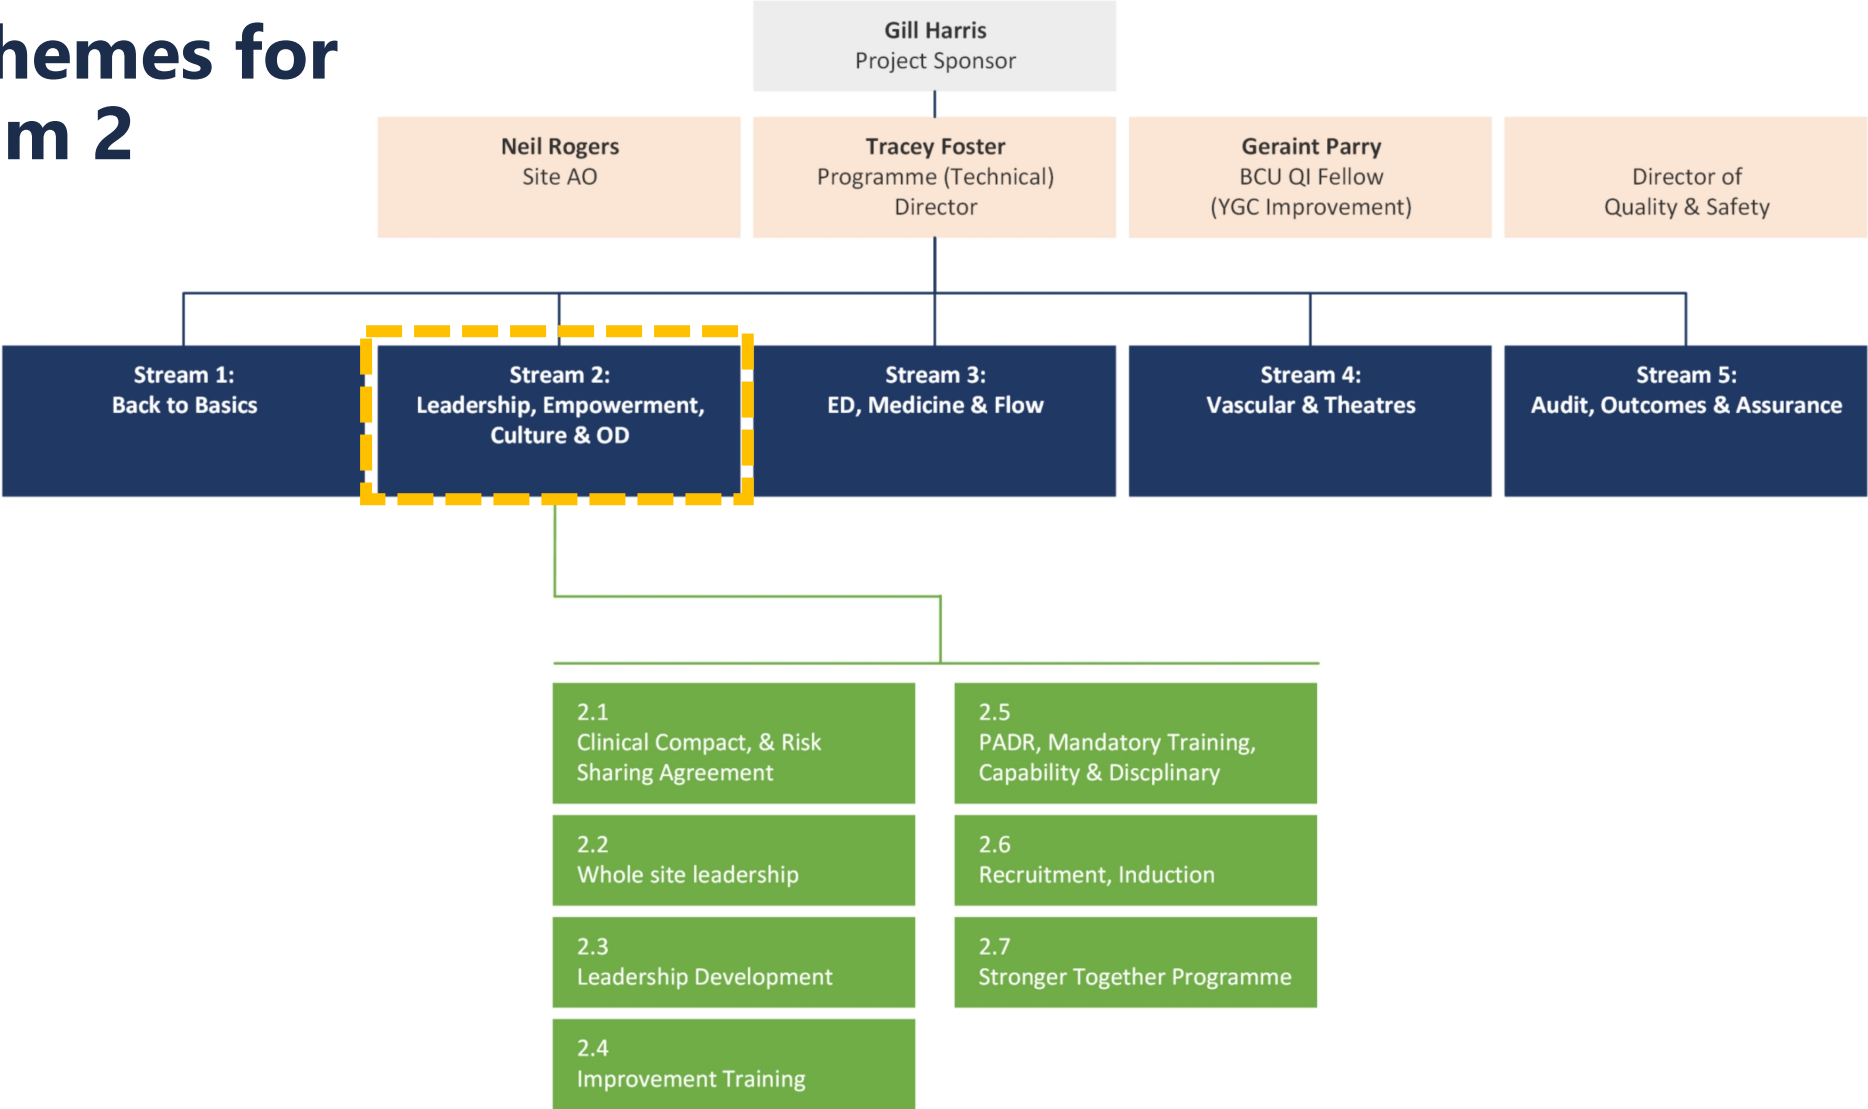 hemes for
m 2
Gill Harris
Project Sponsor
Neil Rogers
Site AO
Tracey Foster
Programme (Technical)
Director
Geraint Parry
BCU QI Fellow
(YGC Improvement)
Director of
Quality & Safety
Stream 1:
Back to Basics
Stream 2:
Leadership, Empowerment,
Culture & OD
Stream 3:
ED, Medicine & Flow
Stream 4:
Vascular & Theatres
Stream 5:
Audit, Outcomes & Assurance
2.1
Clinical Compact, & Risk
Sharing Agreement
2.2
Whole site leadership
2.3
Leadership Development
2.4
Improvement Training
2.5
PADR, Mandatory Training,
Capability & Discplinary
2.6
Recruitment, Induction
2.7
Stronger Together Programme